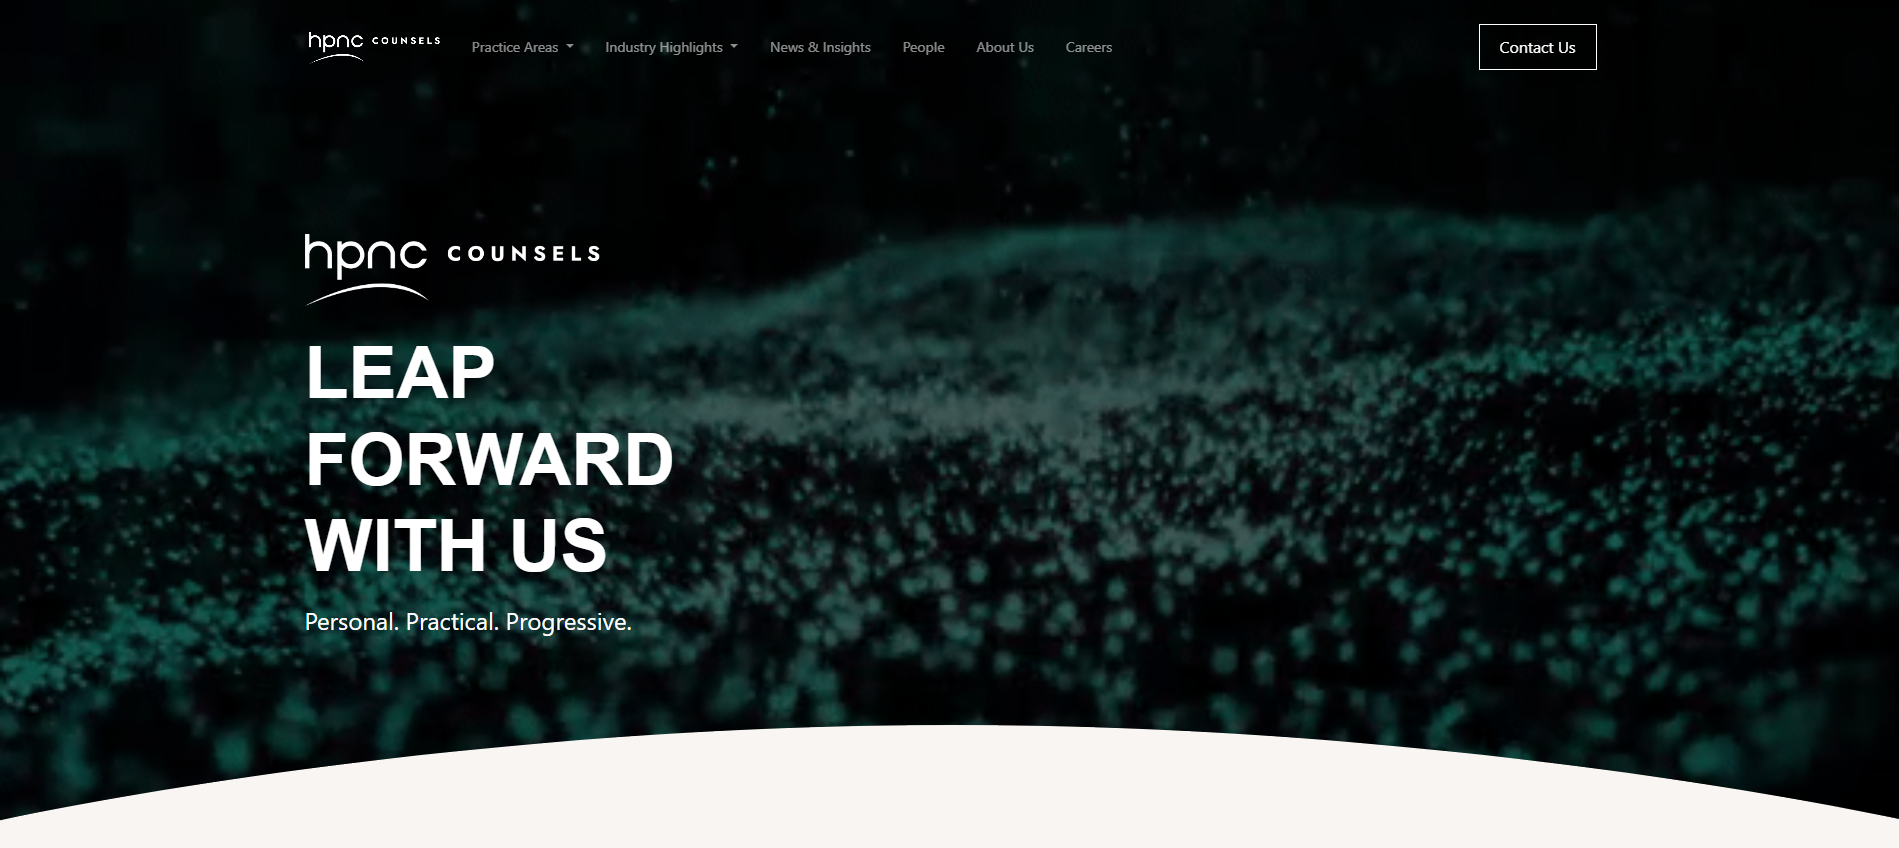 hpnc COUNSELS
Practice Areas
Industry Highlights
News & Insights
People
About Us
Careers
Contact Us
hpnc COUNSELS
LEAP
FORWARD
WITH US
Personal. Practical. Progressive.